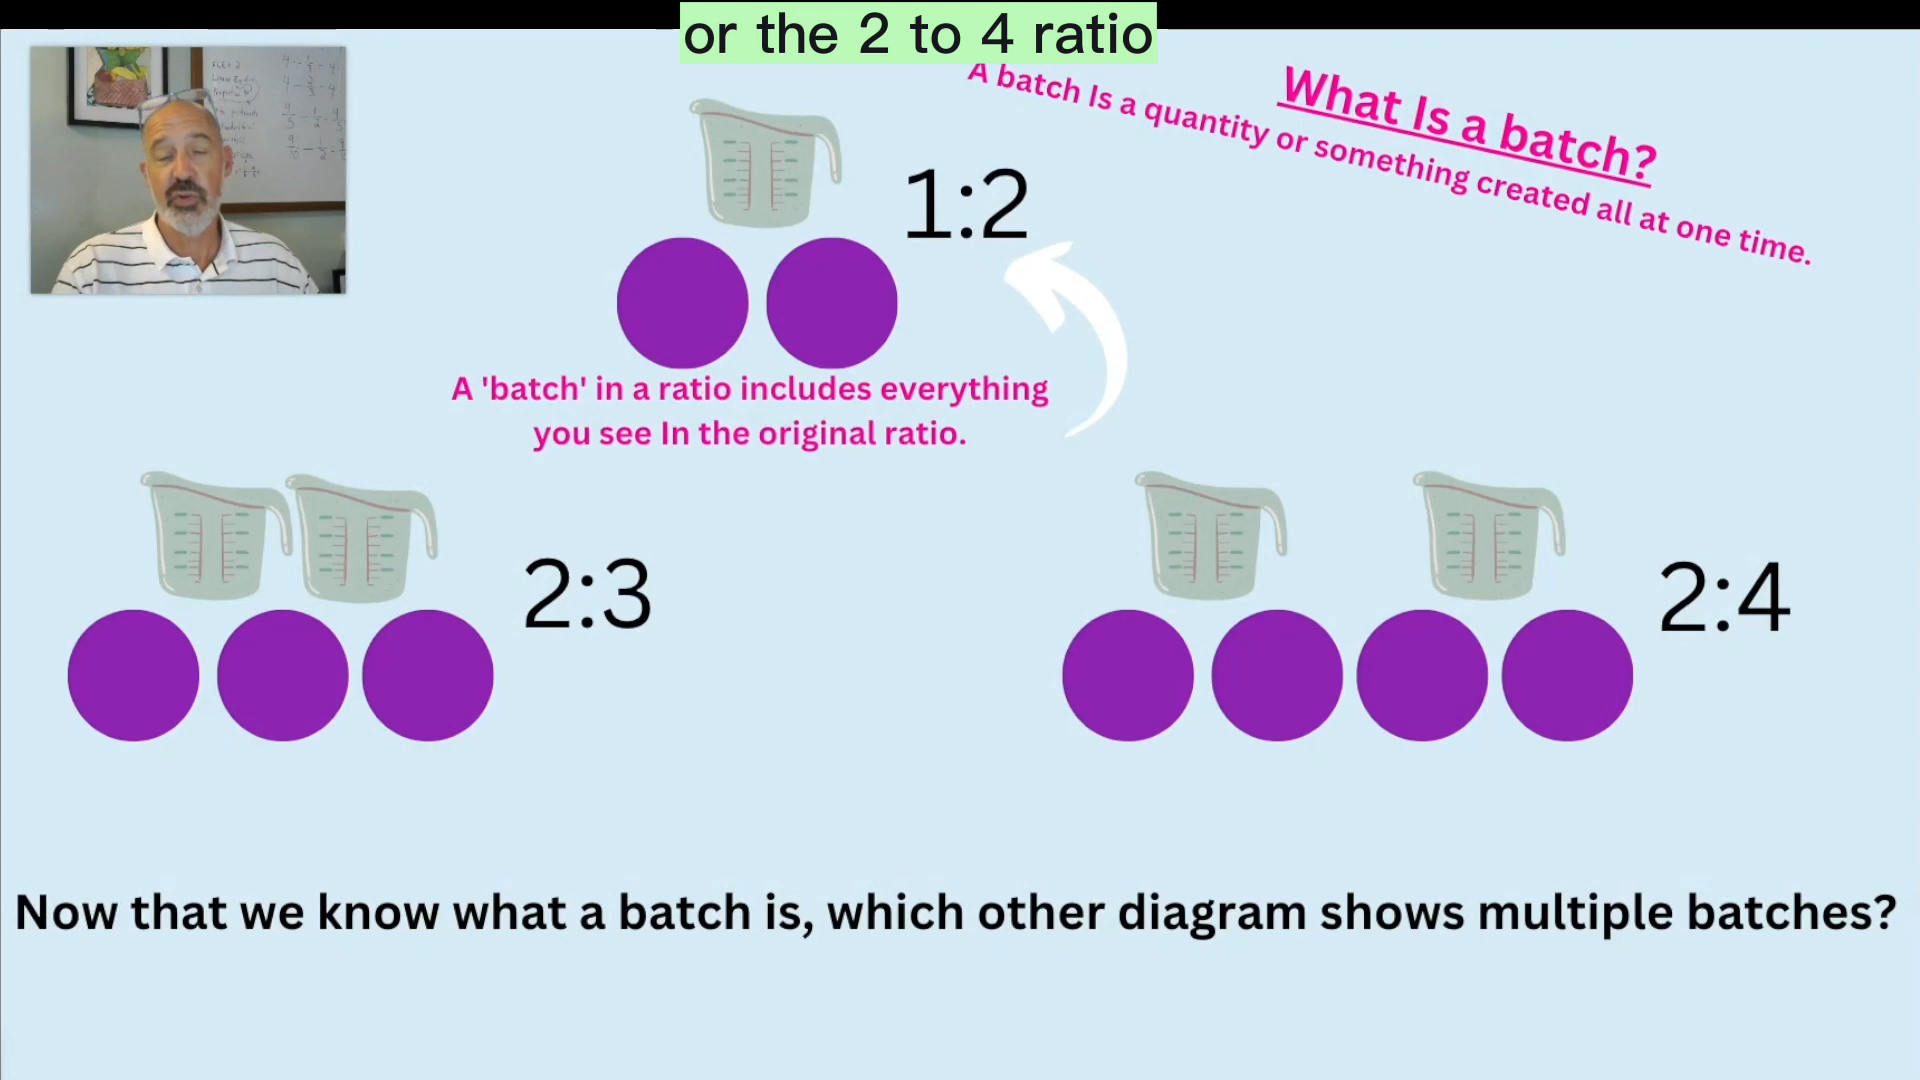 or the 2 to 4 ratio
What Is a batch?
A batch Is a quantity or something created all at one time.
1:2
A 'batch' in a ratio includes everything
you see In the original ratio.
2:3
2:4
Now that we know what a batch is, which other diagram shows multiple batches?